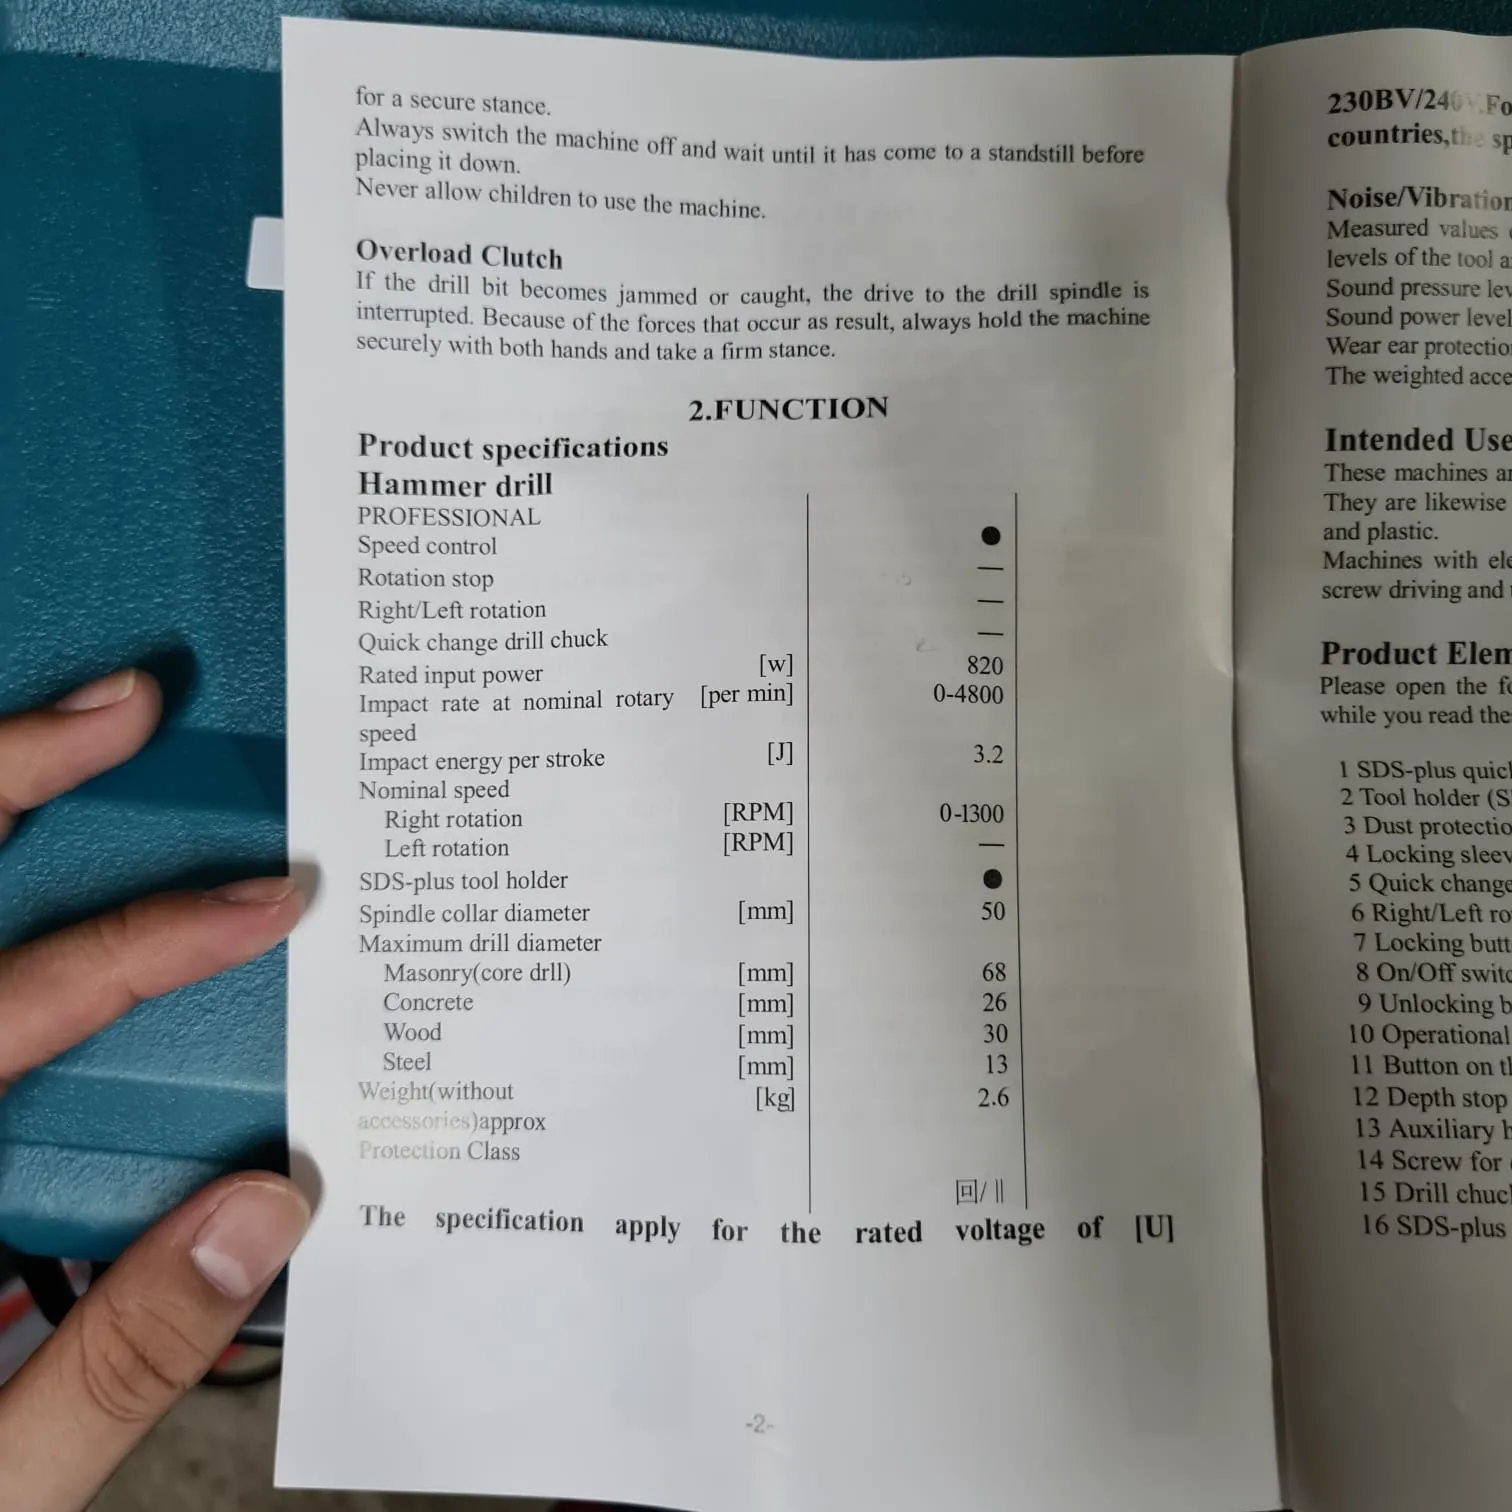 for a secure stance.
Always switch the machine off and wait until it has come to a standstill before
placing it down.
Never allow children to use the machine.
Overload Clutch
If the drill bit becomes jammed or caught, the drive to the drill spindle is
interrupted. Because of the forces that occur as result, always hold the machine
securely with both hands and take a firm stance.
2.FUNCTION
Product specifications
Hammer drill
PROFESSIONAL
Speed control ●
Rotation stop —
Right/Left rotation —
Quick change drill chuck —
Rated input power [w] 820
Impact rate at nominal rotary [per min] 0-4800
speed
Impact energy per stroke [J] 3.2
Nominal speed
Right rotation [RPM] 0-1300
Left rotation [RPM] —
SDS-plus tool holder ●
Spindle collar diameter [mm] 50
Maximum drill diameter
Masonry(core drll) [mm] 68
Concrete [mm] 26
Wood [mm] 30
Steel [mm] 13
Weight(without [kg] 2.6
accessories)approx
Protection Class
回/ ||
The specification apply for the rated voltage of [U]
-2-
230BV/240V.Fo
countries,the sp
Noise/Vibration
Measured values
levels of the tool a
Sound pressure lev
Sound power level
Wear ear protectio
The weighted acce
Intended Use
These machines ar
They are likewise
and plastic.
Machines with ele
screw driving and
Product Elem
Please open the fo
while you read the
1 SDS-plus quick
2 Tool holder (S
3 Dust protectio
4 Locking sleev
5 Quick change
6 Right/Left ro
7 Locking butt
8 On/Off switc
9 Unlocking b
10 Operational
11 Button on th
12 Depth stop
13 Auxiliary h
14 Screw for
15 Drill chuc
16 SDS-plus